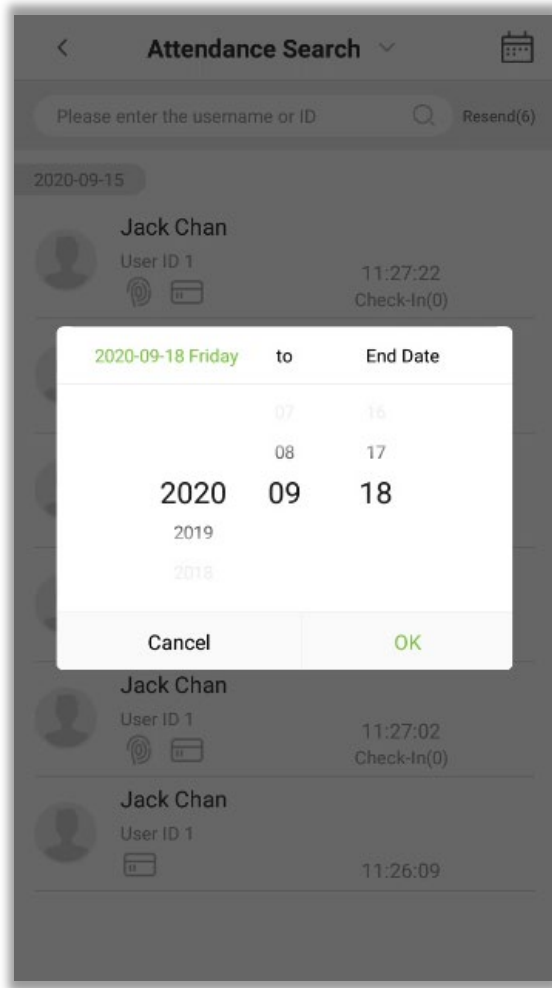 Attendance Search
Please enter the username or ID
Resend(6)
2020-09-15
Jack Chan
User ID 1
11:27:22
Check-In(0)
2020-09-18 Friday to End Date
07 16
08 17
2020 09 18
2019
2018
Cancel OK
Jack Chan
User ID 1
11:27:02
Check-In(0)
Jack Chan
User ID 1
11:26:09